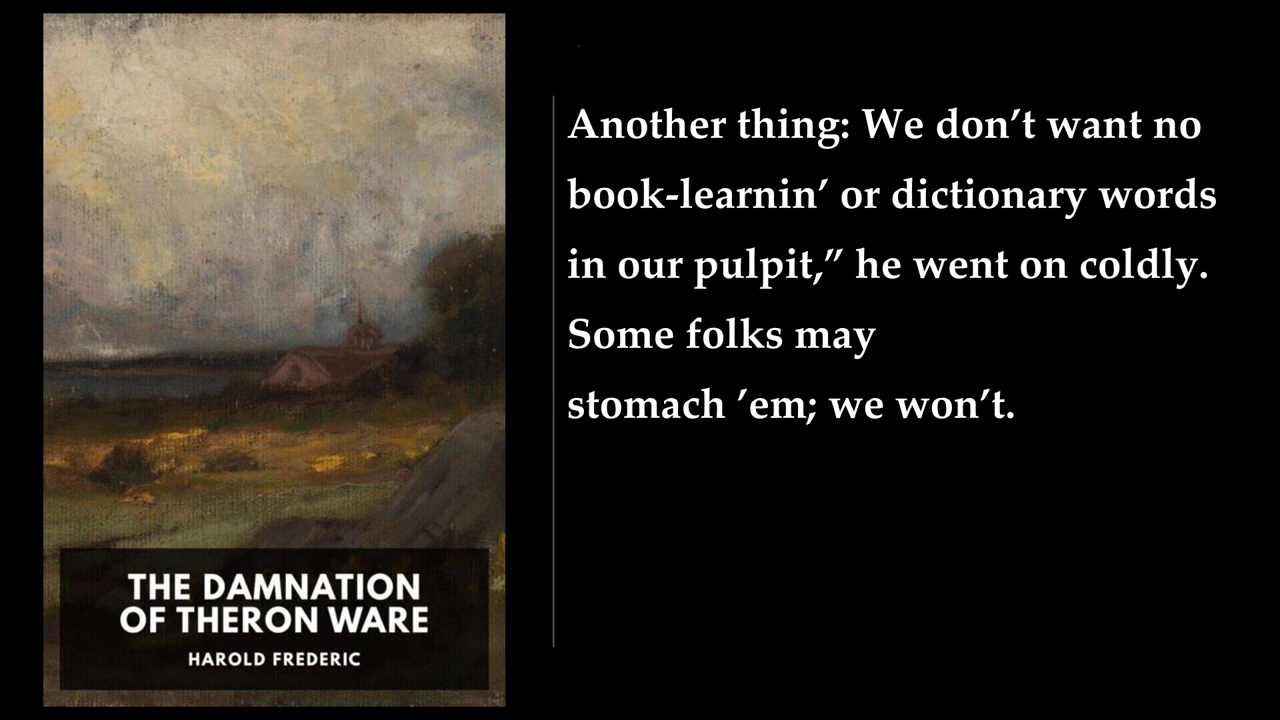 Another thing: We don’t want no
book-learnin’ or dictionary words
in our pulpit,” he went on coldly.
Some folks may
stomach ’em; we won’t.
THE DAMNATION
OF THERON WARE
HAROLD FREDERIC